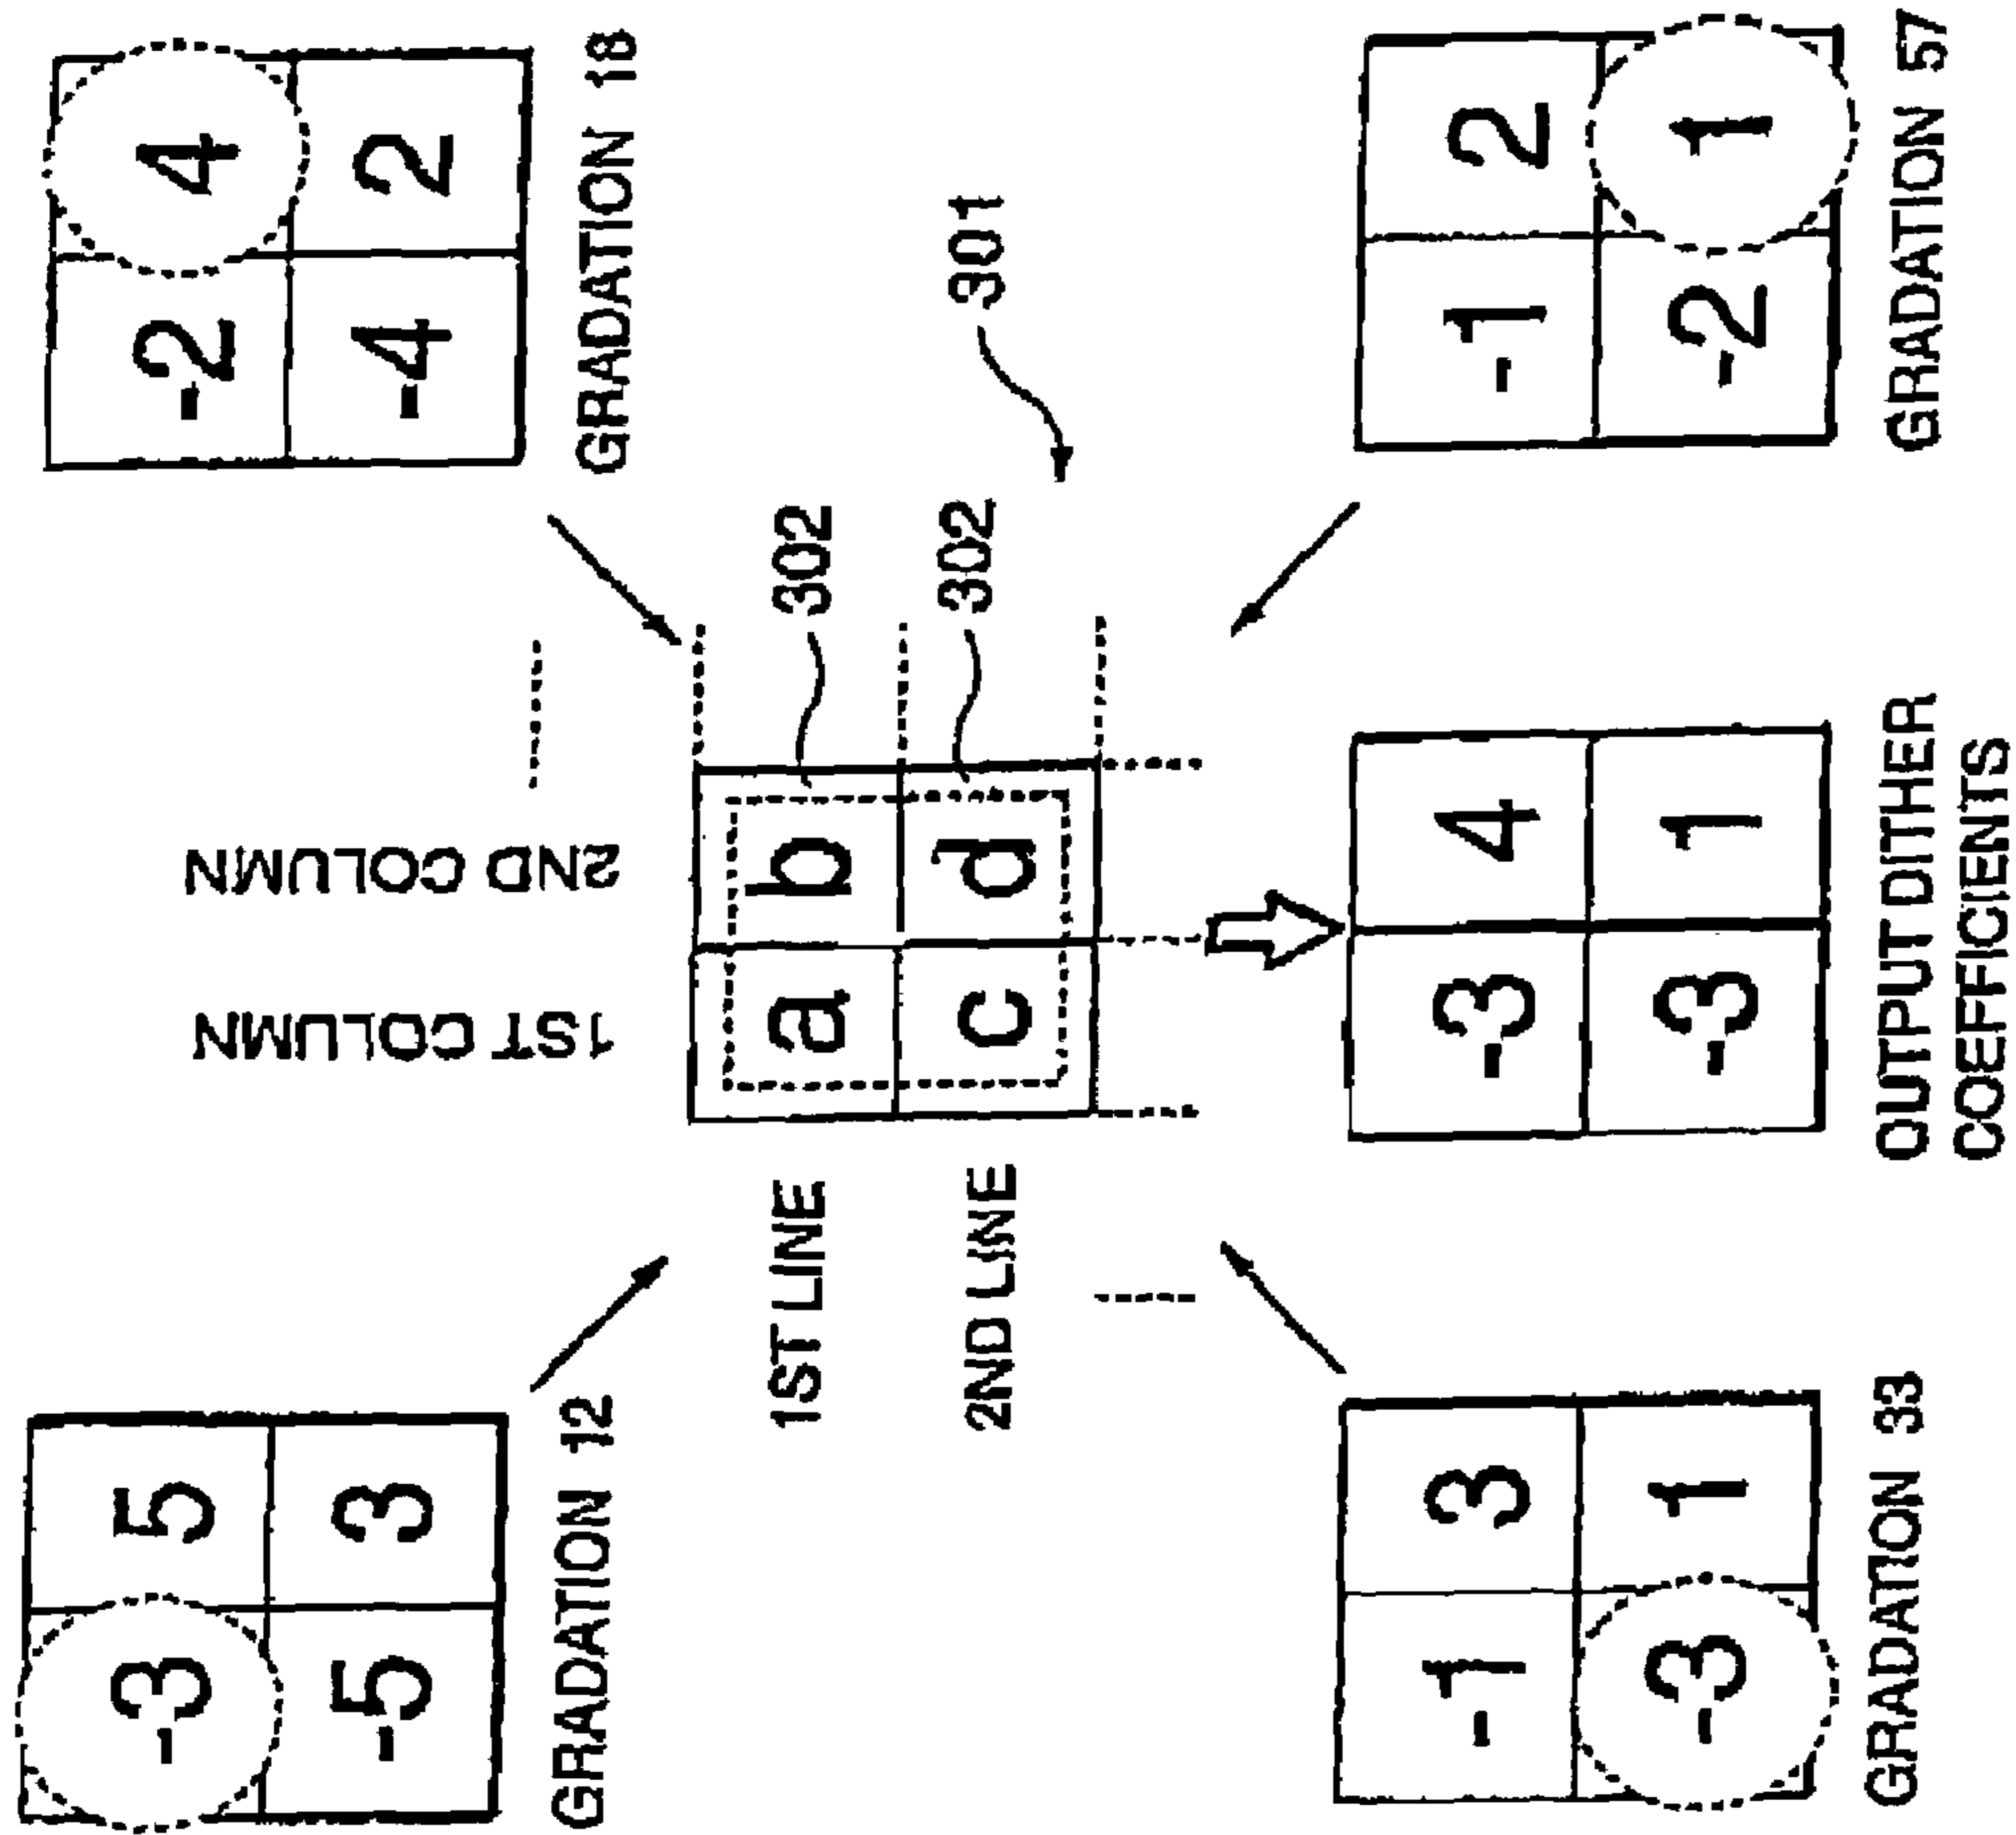 -3 5
-5 3
GRADATION 12
-2 4
-4 2
GRADATION 18
1ST COLUMN
2ND COLUMN
1ST LINE
a b
302
2ND LINE
c d
302
301
-1 3
-3 1
GRADATION 33
-3 4
-3 1
OUTPUT DITHER
COEFFICIENTS
-1 2
-2 1
GRADATION 57